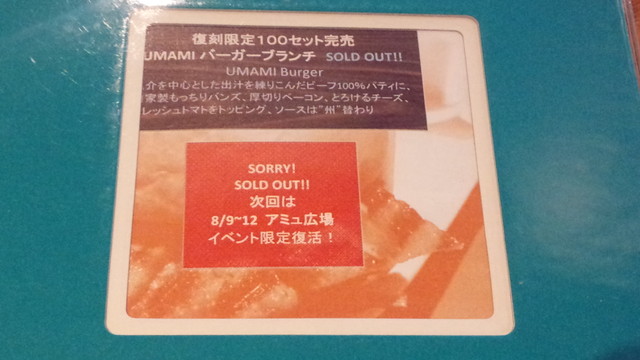 復刻限定100セット完売
UMAMI バーガーブランチ SOLD OUT!!
UMAMI Burger
介を中心とした出汁を練りこんだビーフ100%パティに、
家製もっちりバンズ、厚切りベーコン、とろけるチーズ、
レッシュトマトをトッピング、ソースは"州"替わり
SORRY!
SOLD OUT!!
次回は
8/9~12 アミュ広場
イベント限定復活！